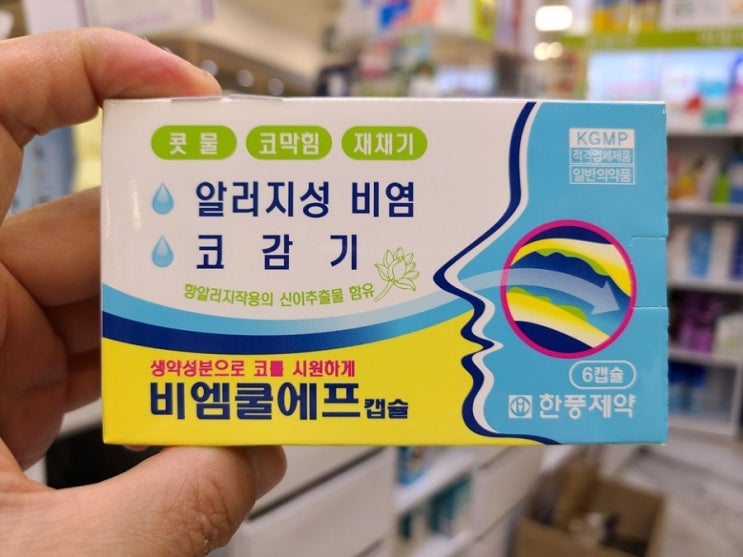 콧물 코막힘 재채기
KGMP
적격업체제품
일반의약품
알러지성 비염
코감기
항알러지작용의 신이추출물 함유
생약성분으로 코를 시원하게
비엠쿨에프캡슐
6캡슐
한풍제약